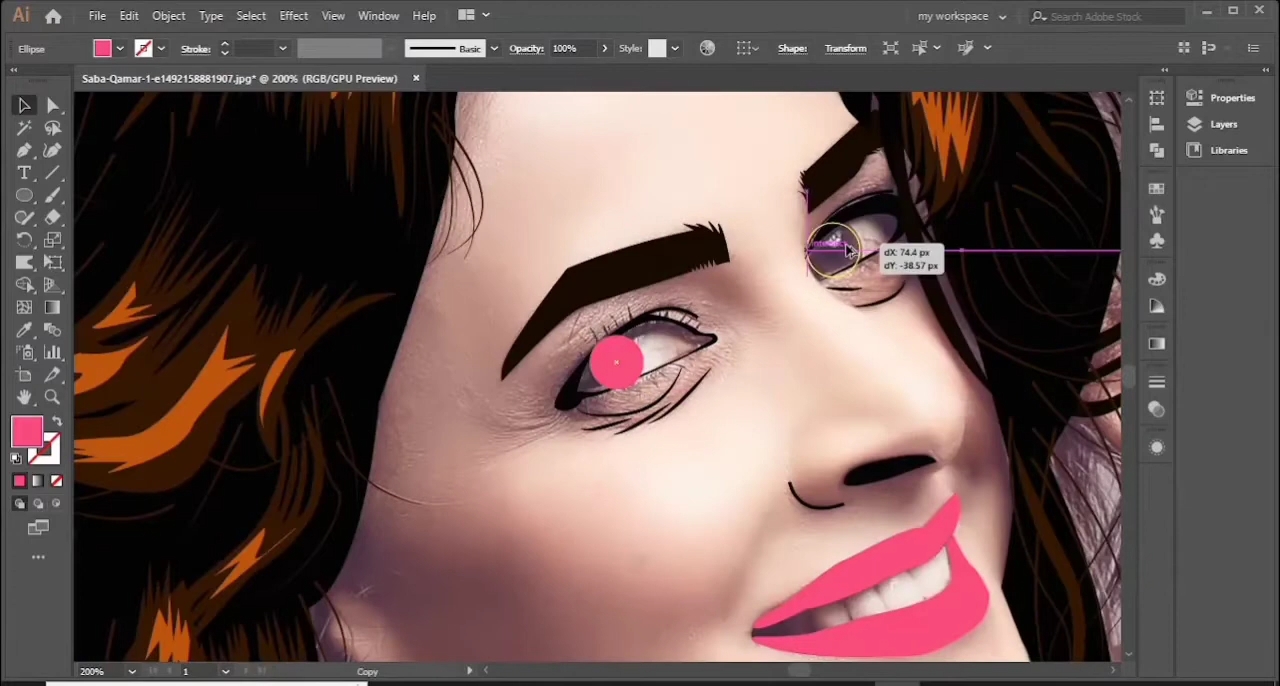 Ai File Edit Object Type Select Effect View Window Help my workspace Search Adobe Stock
Ellipse Stroke: Basic Opacity: 100% Style: Shape: Transform
Saba-Qamar-1-e1492158881907.jpg* @ 200% (RGB/GPU Preview)
Properties
Layers
Libraries
dX: 74.4 px
dY: -38.57 px
200% 1 Copy